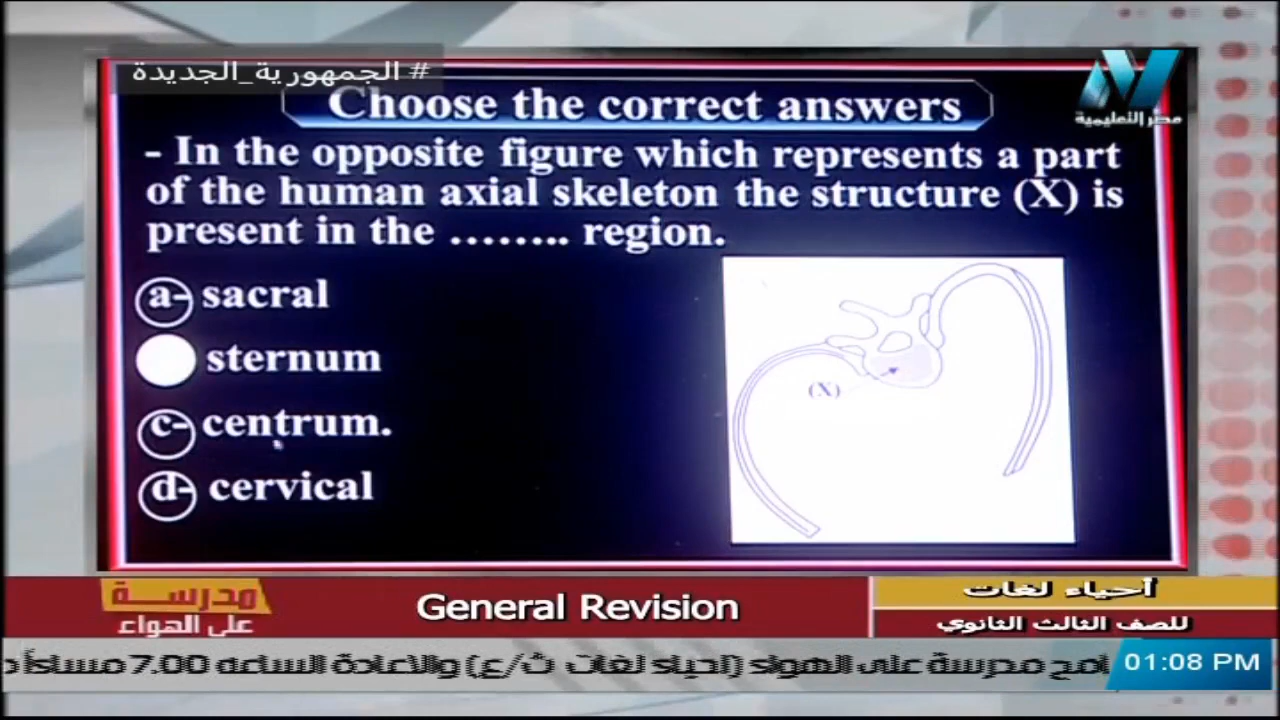 # الجمهورية_الجديدة
مصر التعليمية
Choose the correct answers
- In the opposite figure which represents a part
of the human axial skeleton the structure (X) is
present in the ........ region.
a- sacral
sternum
c- centrum.
d- cervical
(X)
مدرسة
على الهواء
General Revision
أحياء لغات
للصف الثالث الثانوي
امج مدرسة على الهواء (احياء لغات ث/ع) والاعادة الساعه 7.00 مساءاً
01:08 PM